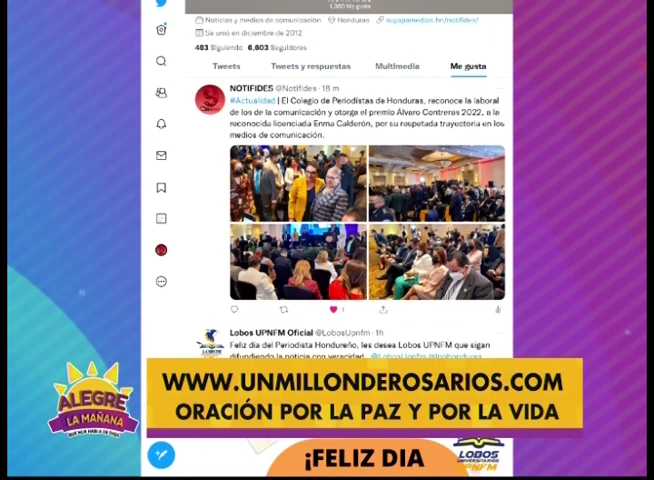 1,380 Me gusta
Noticias y medios de comunicación Honduras suyapamedios.hn/notifides/
Se unió en diciembre de 2012
483 Siguiendo 6,603 Seguidores
Tweets Tweets y respuestas Multimedia Me gusta
NOTIFIDES @Notifides · 18 m
#Actualidad | El Colegio de Periodistas de Honduras, reconoce la laboral
de los de la comunicación y otorga el premio Álvaro Contreras 2022, a la
reconocida licenciada Enma Calderón, por su respetada trayectoria en los
medios de comunicación.
1
Lobos UPNFM Oficial @LobosUpnfm · 1h
Feliz día del Periodista Hondureño, les desea Lobos UPNFM que sigan
difundiendo la noticia con veracidad.
ALEGRE
LA MAÑANA
WWW.UNMILLONDEROSARIOS.COM
ORACIÓN POR LA PAZ Y POR LA VIDA
¡FELIZ DIA
LOBOS
UNIVERSITARIOS
UPNFM